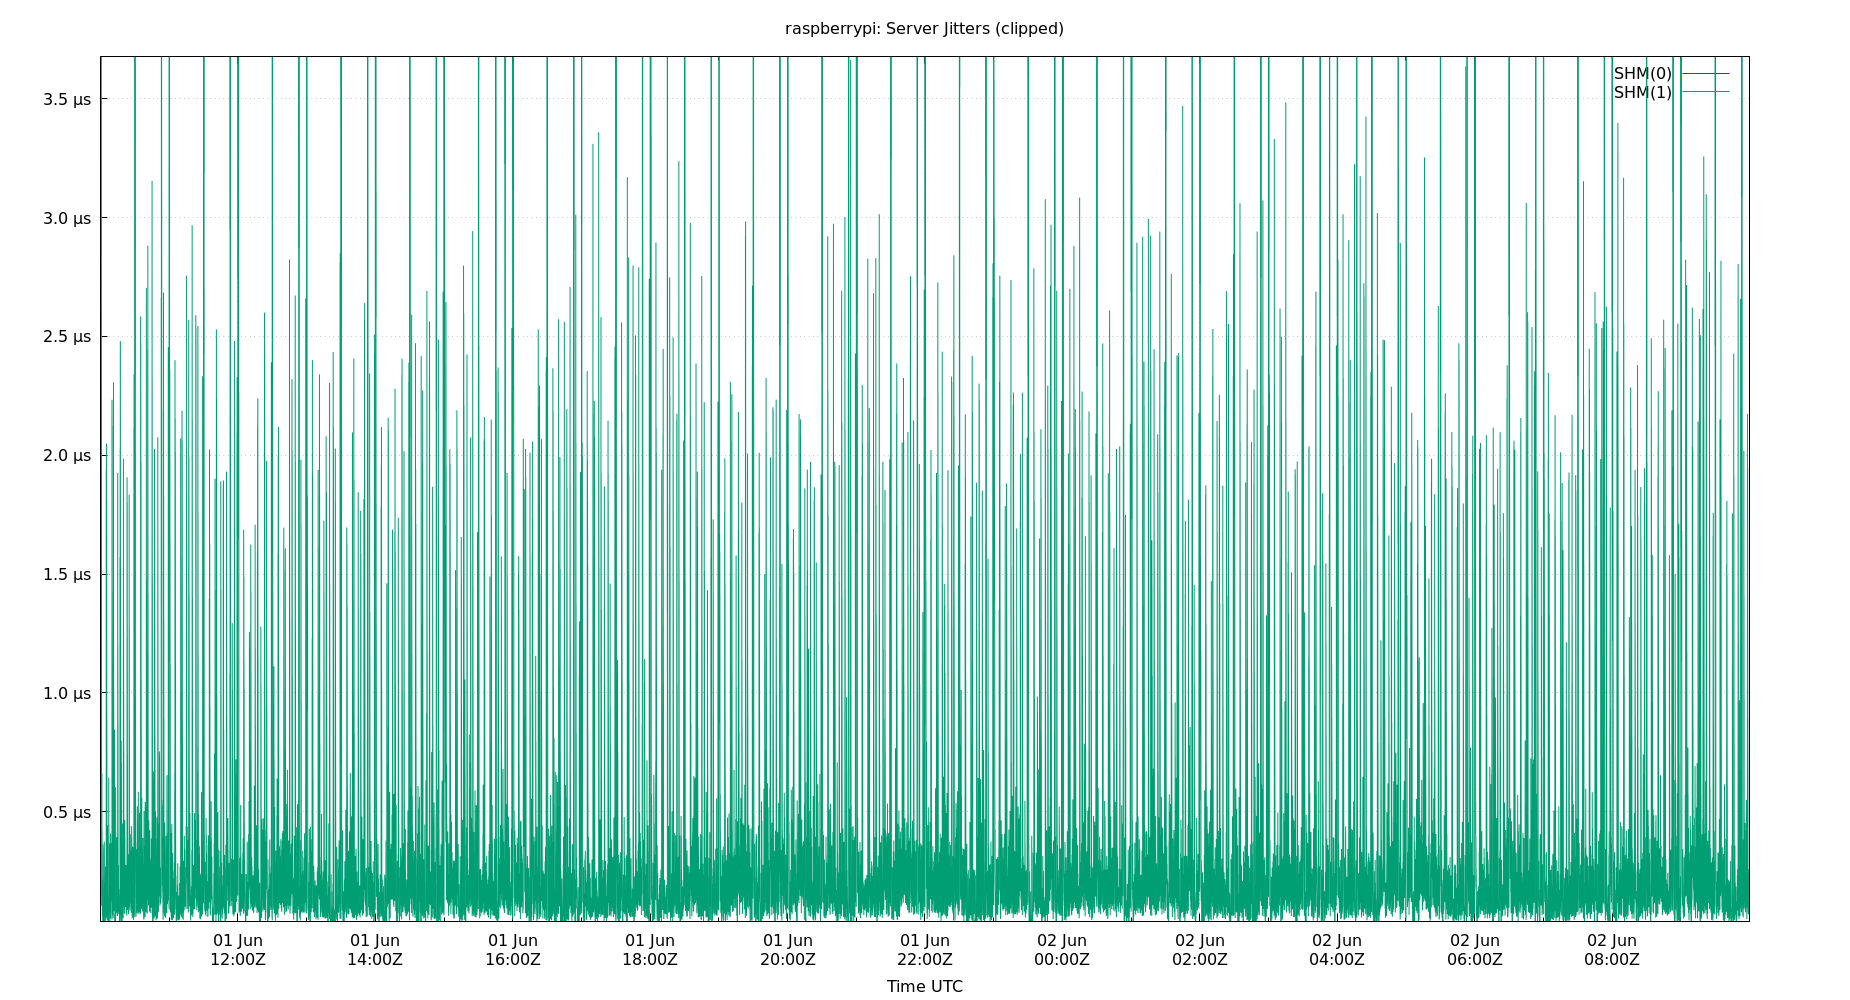 raspberrypi: Server Jitters (clipped)
SHM(0)
SHM(1)
3.5 µs
3.0 µs
2.5 µs
2.0 µs
1.5 µs
1.0 µs
0.5 µs
01 Jun 01 Jun 01 Jun 01 Jun 01 Jun 01 Jun 02 Jun 02 Jun 02 Jun 02 Jun 02 Jun
12:00Z 14:00Z 16:00Z 18:00Z 20:00Z 22:00Z 00:00Z 02:00Z 04:00Z 06:00Z 08:00Z
Time UTC